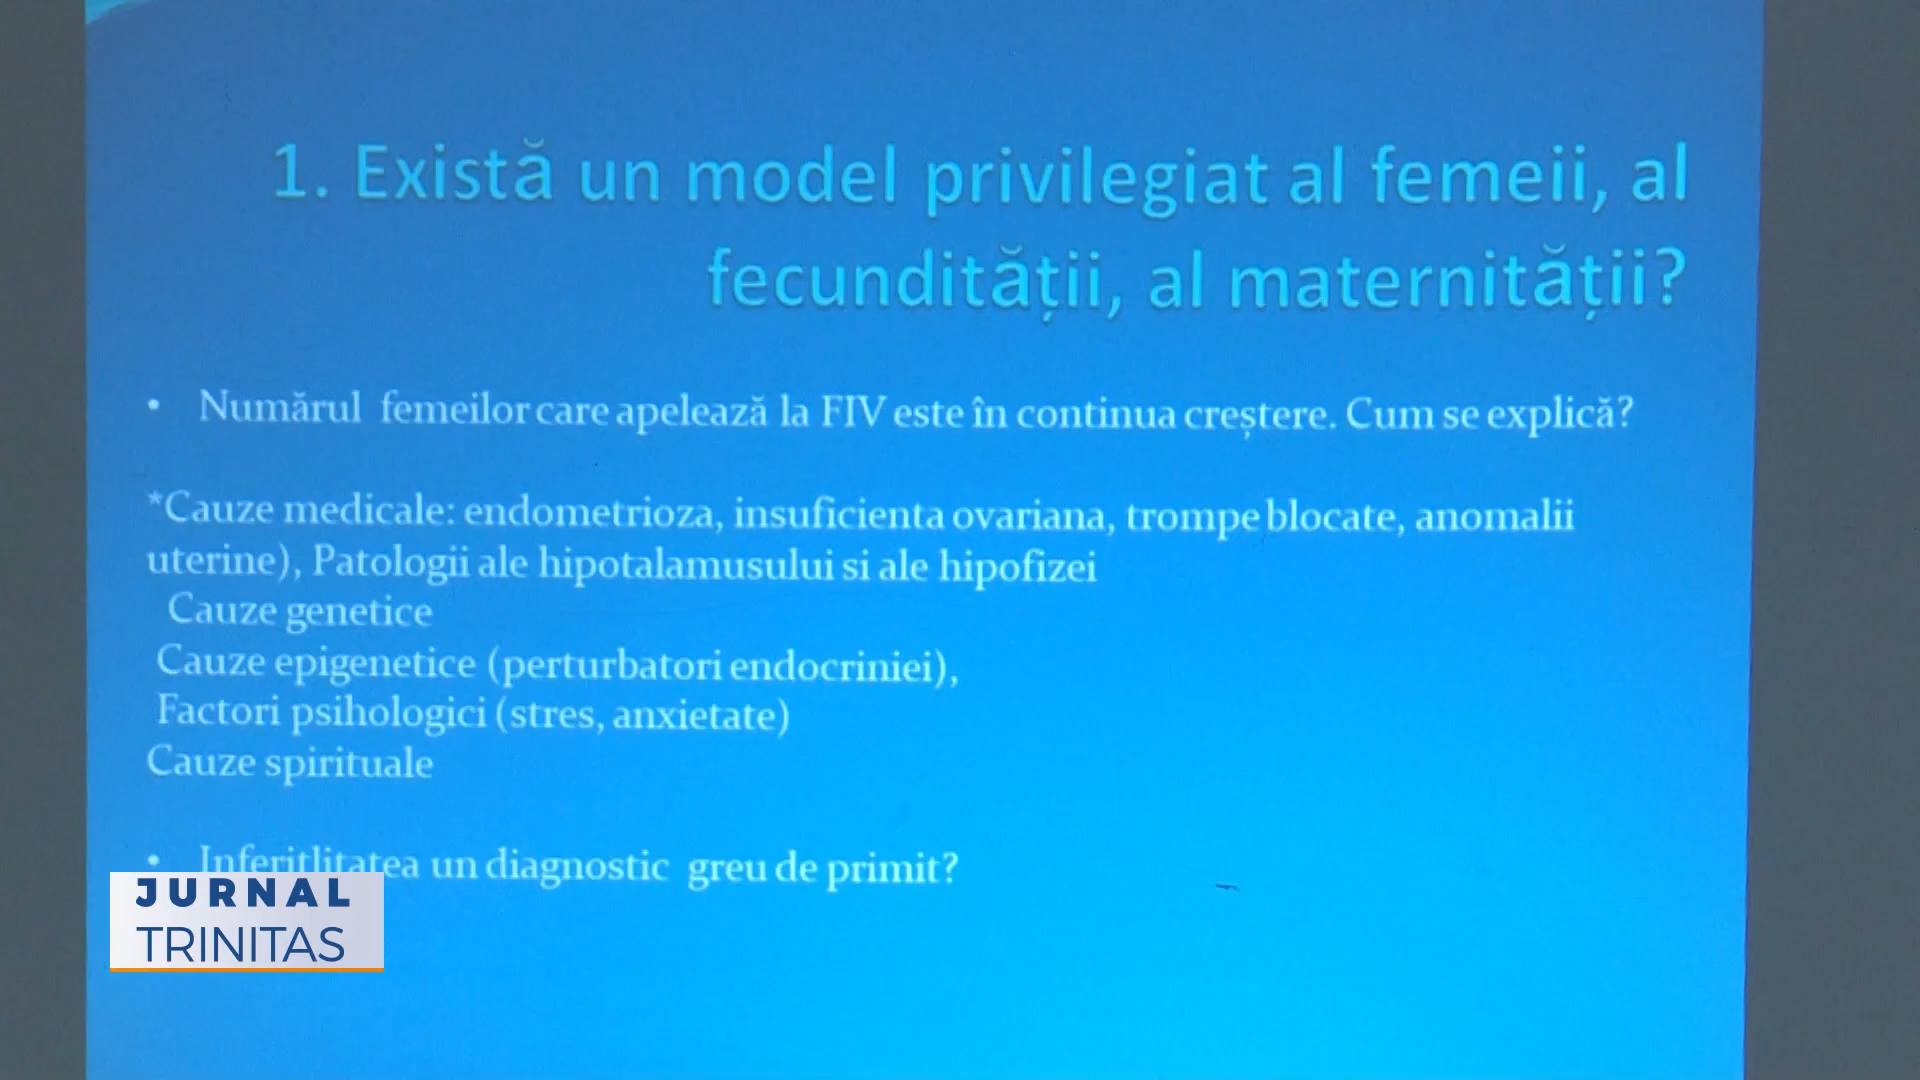 1. Există un model privilegiat al femeii, al
fecundității, al maternității?
• Numărul femeilor care apelează la FIV este în continua creștere. Cum se explică?
*Cauze medicale: endometrioza, insuficienta ovariana, trompe blocate, anomalii
uterine), Patologii ale hipotalamusului si ale hipofizei
Cauze genetice
Cauze epigenetice (perturbatori endocriniei),
Factori psihologici (stres, anxietate)
Cauze spirituale
• Inferitlitatea un diagnostic greu de primit?
JURNAL
TRINITAS